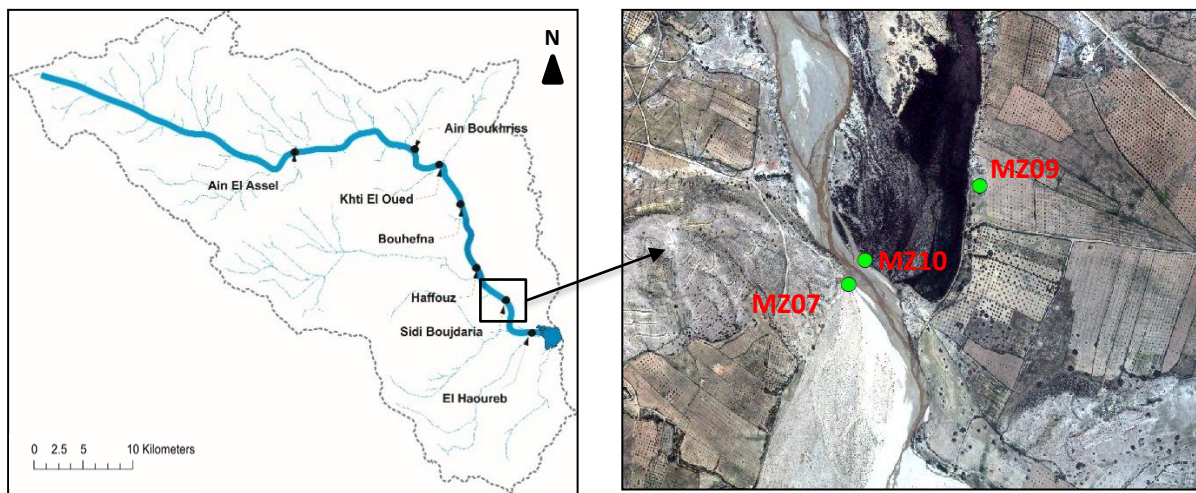 N
Ain Boukhriss
Ain El Assel
Khti El Oued
Bouhefna
Haffouz
Sidi Boujdaria
El Haoureb
0 2.5 5 10 Kilometers
MZ09
MZ10
MZ07